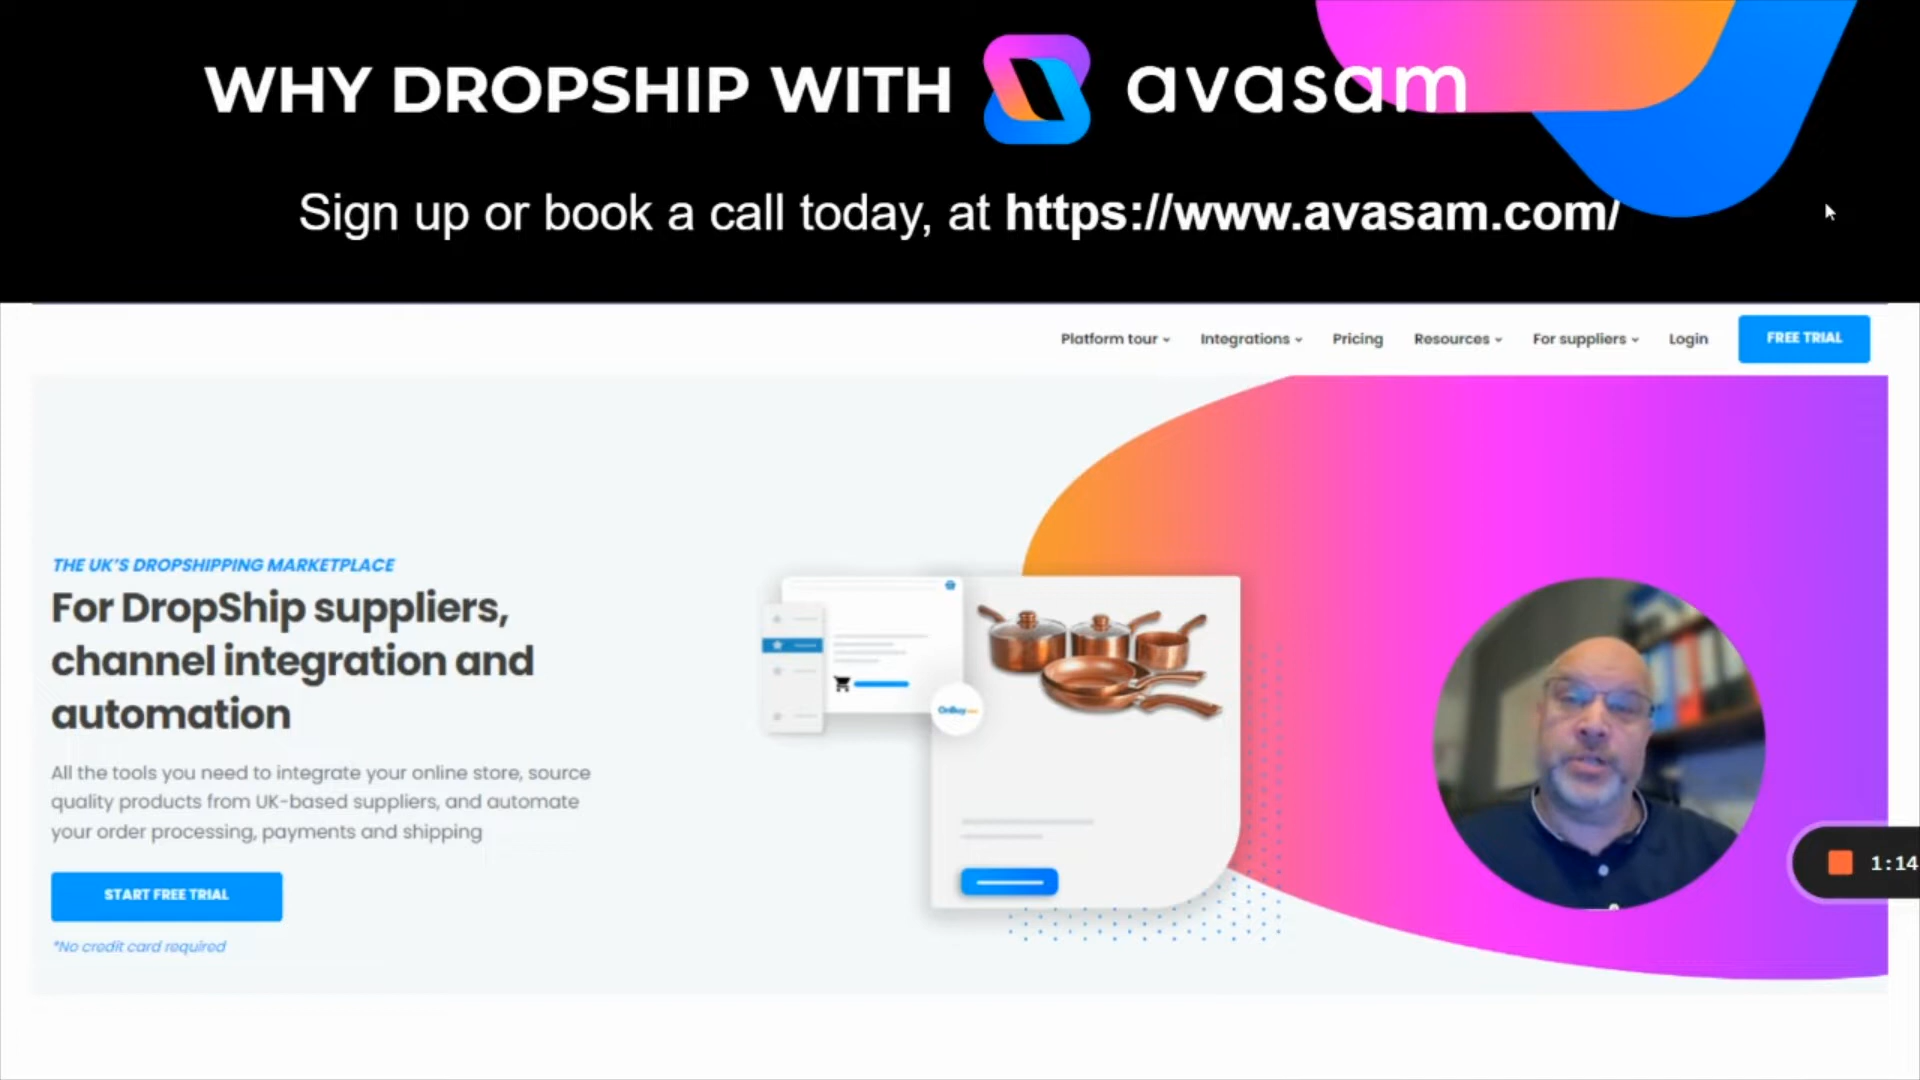 WHY DROPSHIP WITH avasam
Sign up or book a call today, at https://www.avasam.com/
Platform tour Integrations Pricing Resources For suppliers Login FREE TRIAL
THE UK'S DROPSHIPPING MARKETPLACE
For DropShip suppliers,
channel integration and
automation
All the tools you need to integrate your online store, source
quality products from UK-based suppliers, and automate
your order processing, payments and shipping
START FREE TRIAL
*No credit card required
OnBuy
1:14